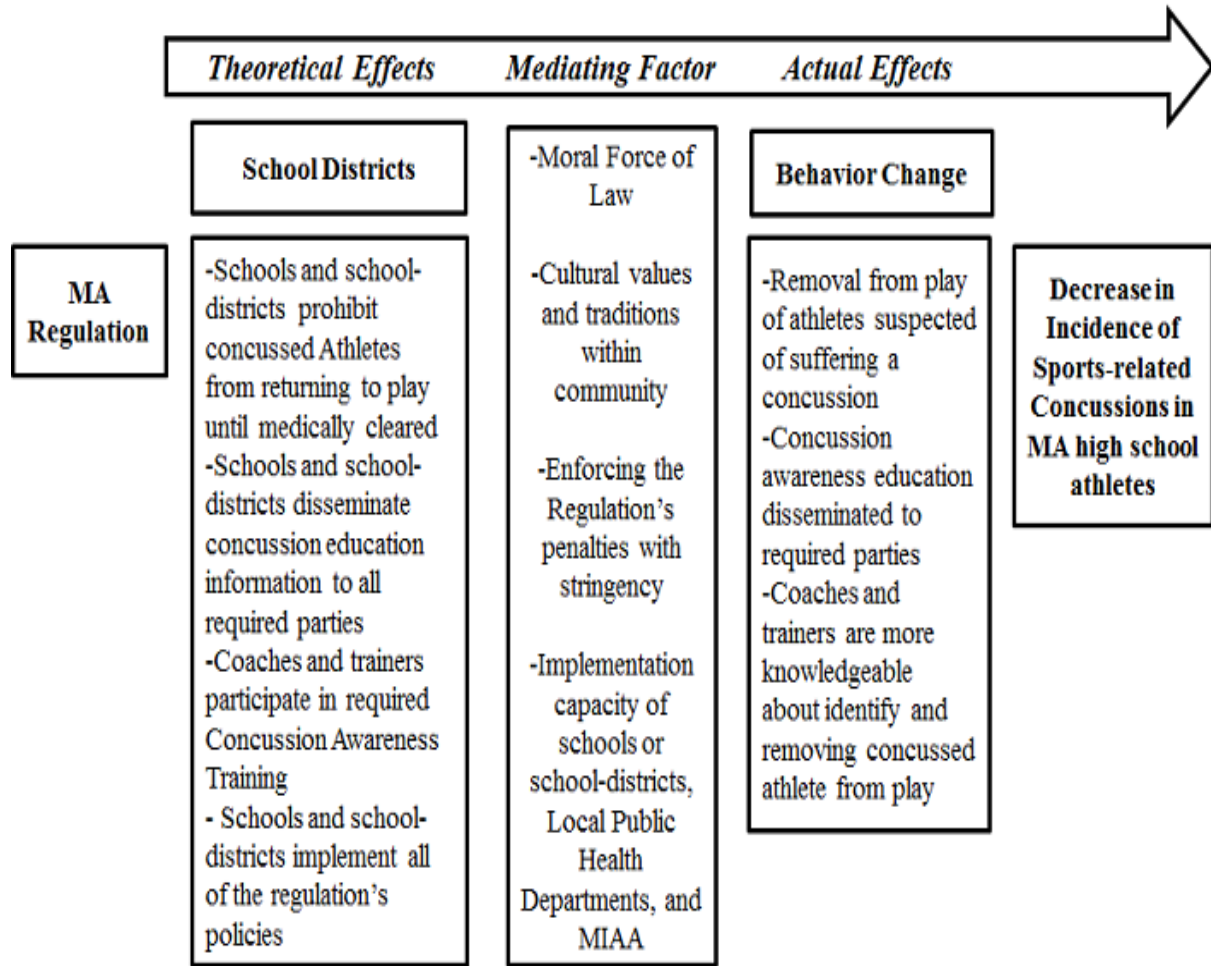 Theoretical Effects
Mediating Factor
Actual Effects
MA
Regulation
School Districts
-Schools and school-
districts prohibit
concussed Athletes
from returning to play
until medically cleared
-Schools and school-
districts disseminate
concussion education
information to all
required parties
-Coaches and trainers
participate in required
Concussion Awareness
Training
- Schools and school-
districts implement all
of the regulation’s
policies
-Moral Force of
Law
-Cultural values
and traditions
within
community
-Enforcing the
Regulation’s
penalties with
stringency
-Implementation
capacity of
schools or
school-districts,
Local Public
Health
Departments, and
MIAA
Behavior Change
-Removal from play
of athletes suspected
of suffering a
concussion
-Concussion
awareness education
disseminated to
required parties
-Coaches and
trainers are more
knowledgeable
about identify and
removing concussed
athlete from play
Decrease in
Incidence of
Sports-related
Concussions in
MA high school
athletes